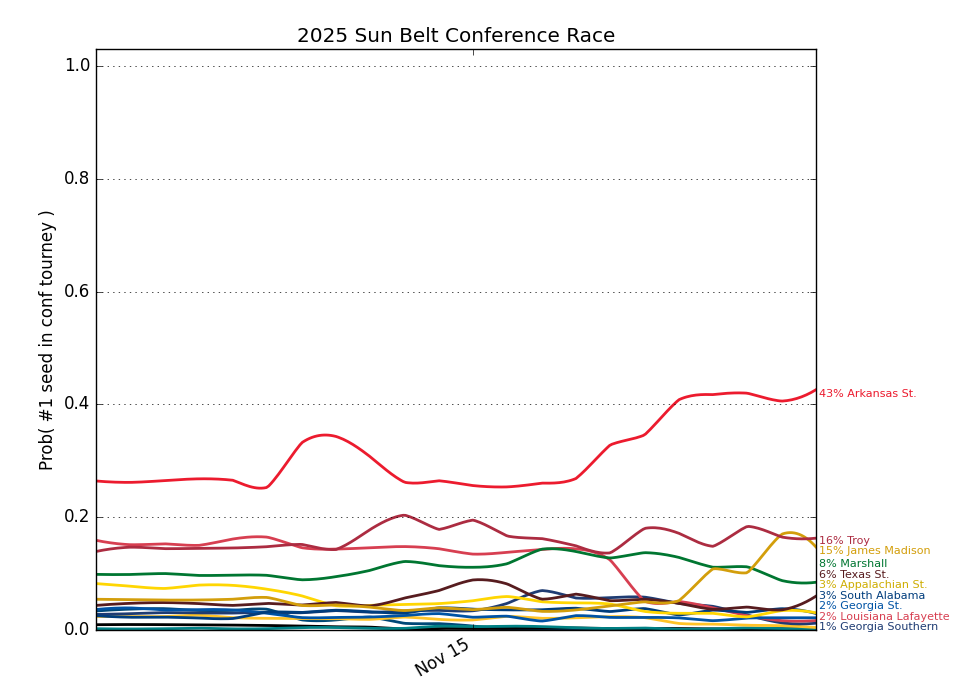 2025 Sun Belt Conference Race
Prob( #1 seed in conf tourney )
1.0
0.8
0.6
0.4
0.2
0.0
Nov 15
43% Arkansas St.
16% Troy
15% James Madison
8% Marshall
6% Texas St.
3% Appalachian St.
3% South Alabama
2% Georgia St.
2% Louisiana Lafayette
1% Georgia Southern